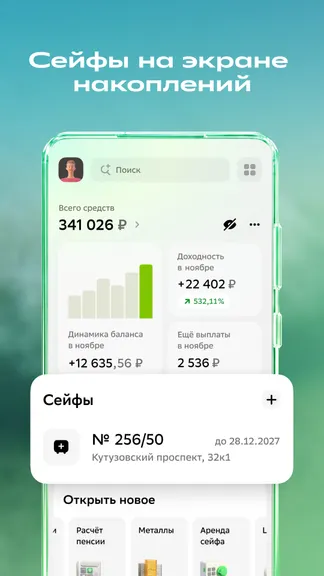 Сейфы на экране
накоплений
Поиск
Всего средств
341 026 ₽
Доходность
в ноябре
+22 402 ₽
532,11%
Динамика баланса
в ноябре
+12 635,56 ₽
Ещё выплаты
в ноябре
2 536 ₽
Сейфы
№ 256/50
до 28.12.2027
Кутузовский проспект, 32к1
Открыть новое
Расчёт
пенсии
Металлы
Аренда
сейфа